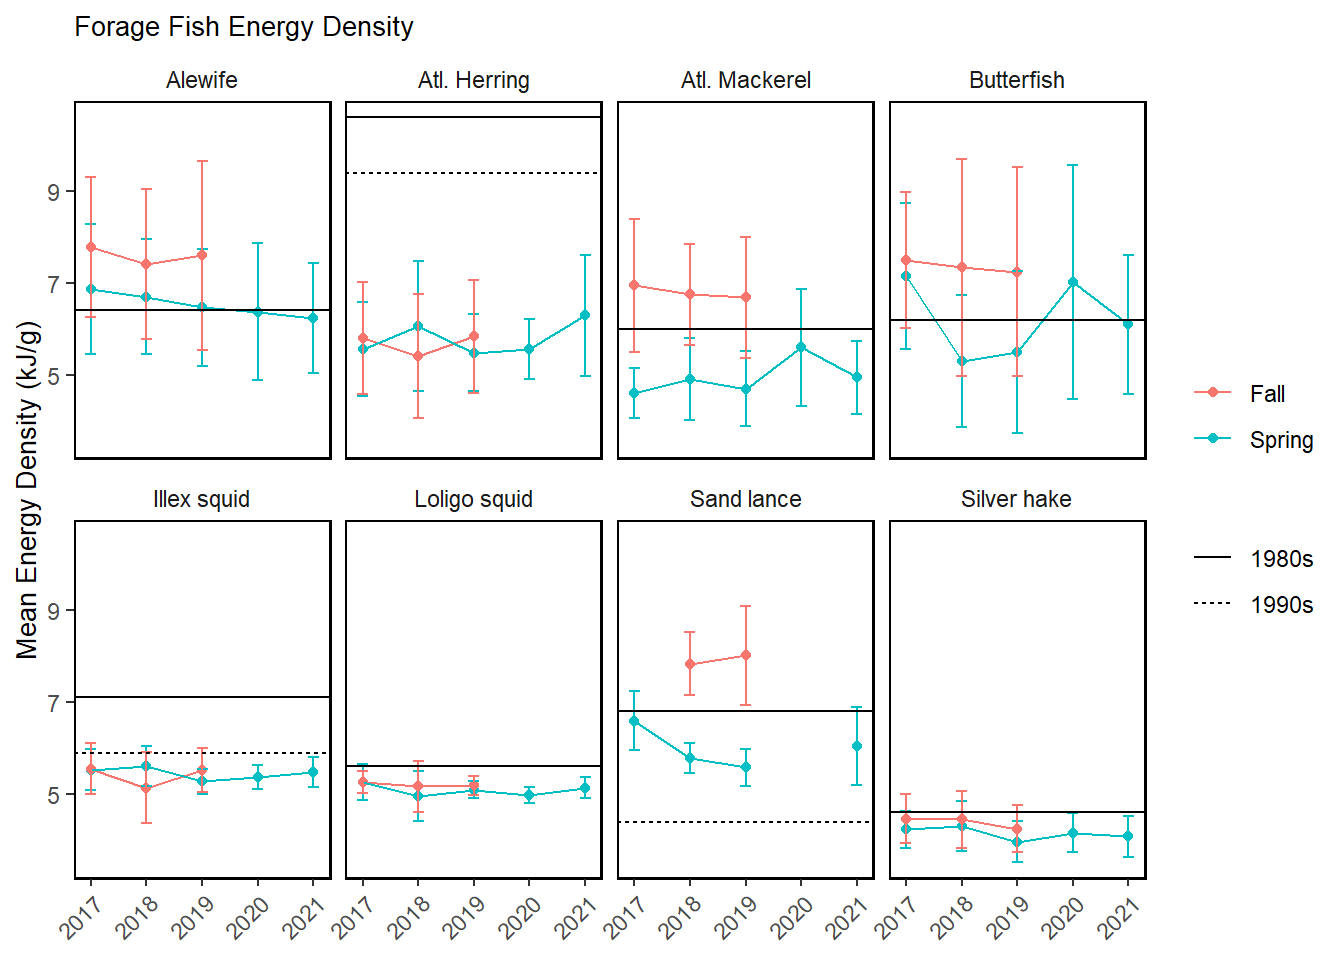 Forage Fish Energy Density
Alewife
Atl. Herring
Atl. Mackerel
Butterfish
9
7
5
Mean Energy Density (kJ/g)
Fall
Spring
Illex squid
Loligo squid
Sand lance
Silver hake
1980s
1990s
9
7
5
2017 2018 2019 2020 2021
2017 2018 2019 2020 2021
2017 2018 2019 2020 2021
2017 2018 2019 2020 2021